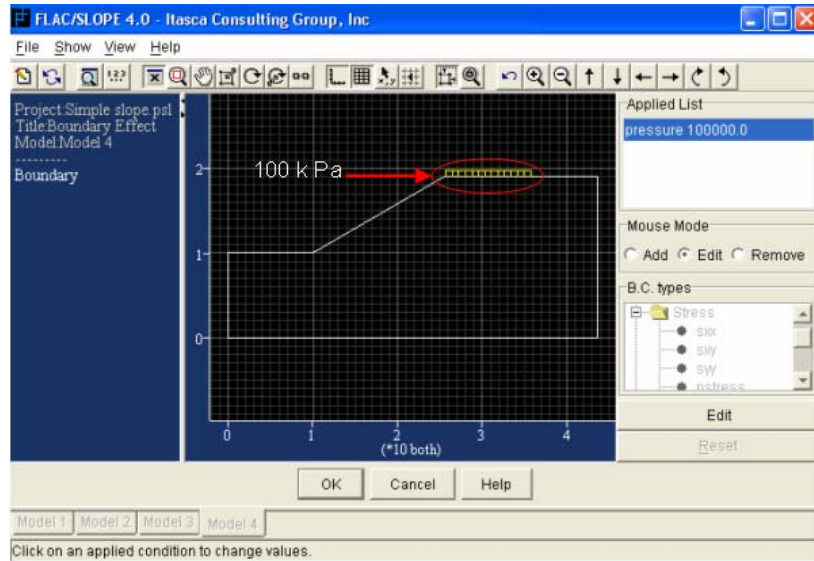 FLAC/SLOPE 4.0 - Itasca Consulting Group, Inc
File Show View Help
Project:Simple slope.psl
Title:Boundary Effect
Model:Model 4
----------
Boundary
100 k Pa
2
1
0
0 1 2 3 4
(*10 both)
Applied List
pressure 100000.0
Mouse Mode
Add Edit Remove
B.C. types
Stress
sxx
sxy
syy
nstress
Edit
Reset
OK Cancel Help
Model 1 Model 2 Model 3 Model 4
Click on an applied condition to change values.